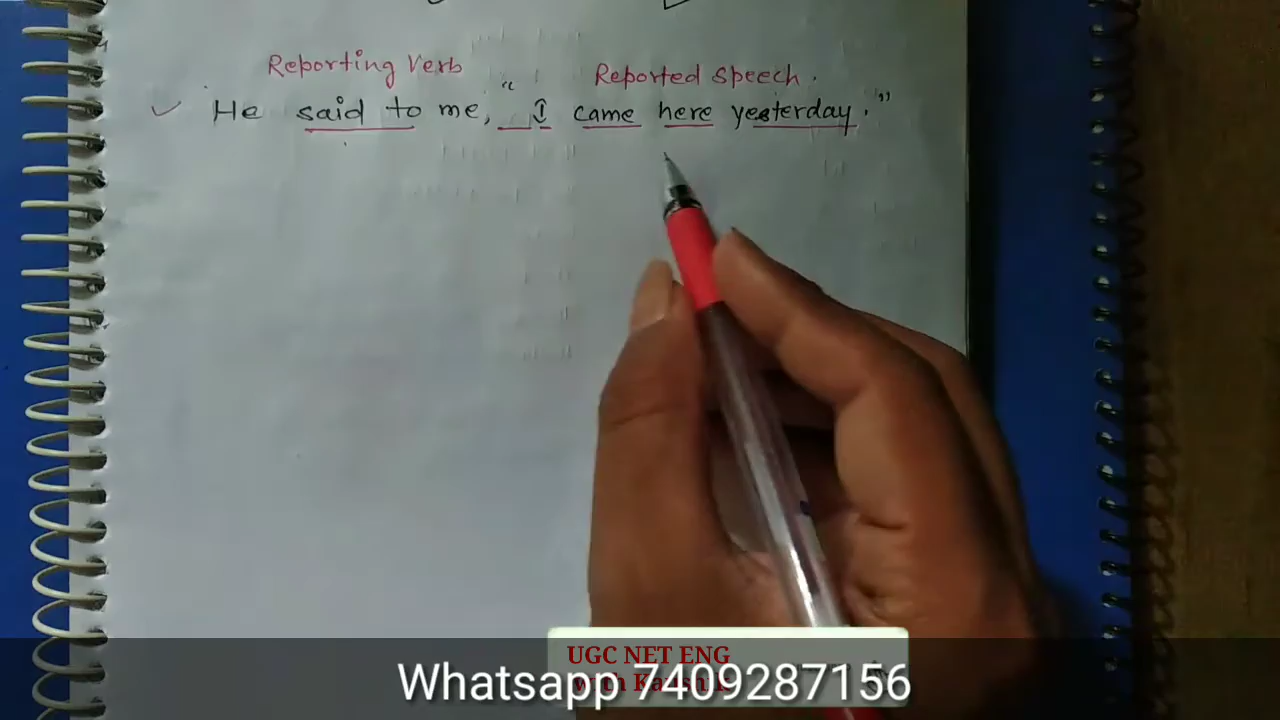 Reporting Verb Reported Speech.
He said to me, " I came here yesterday."
UGC NET ENG
Whatsapp 7409287156